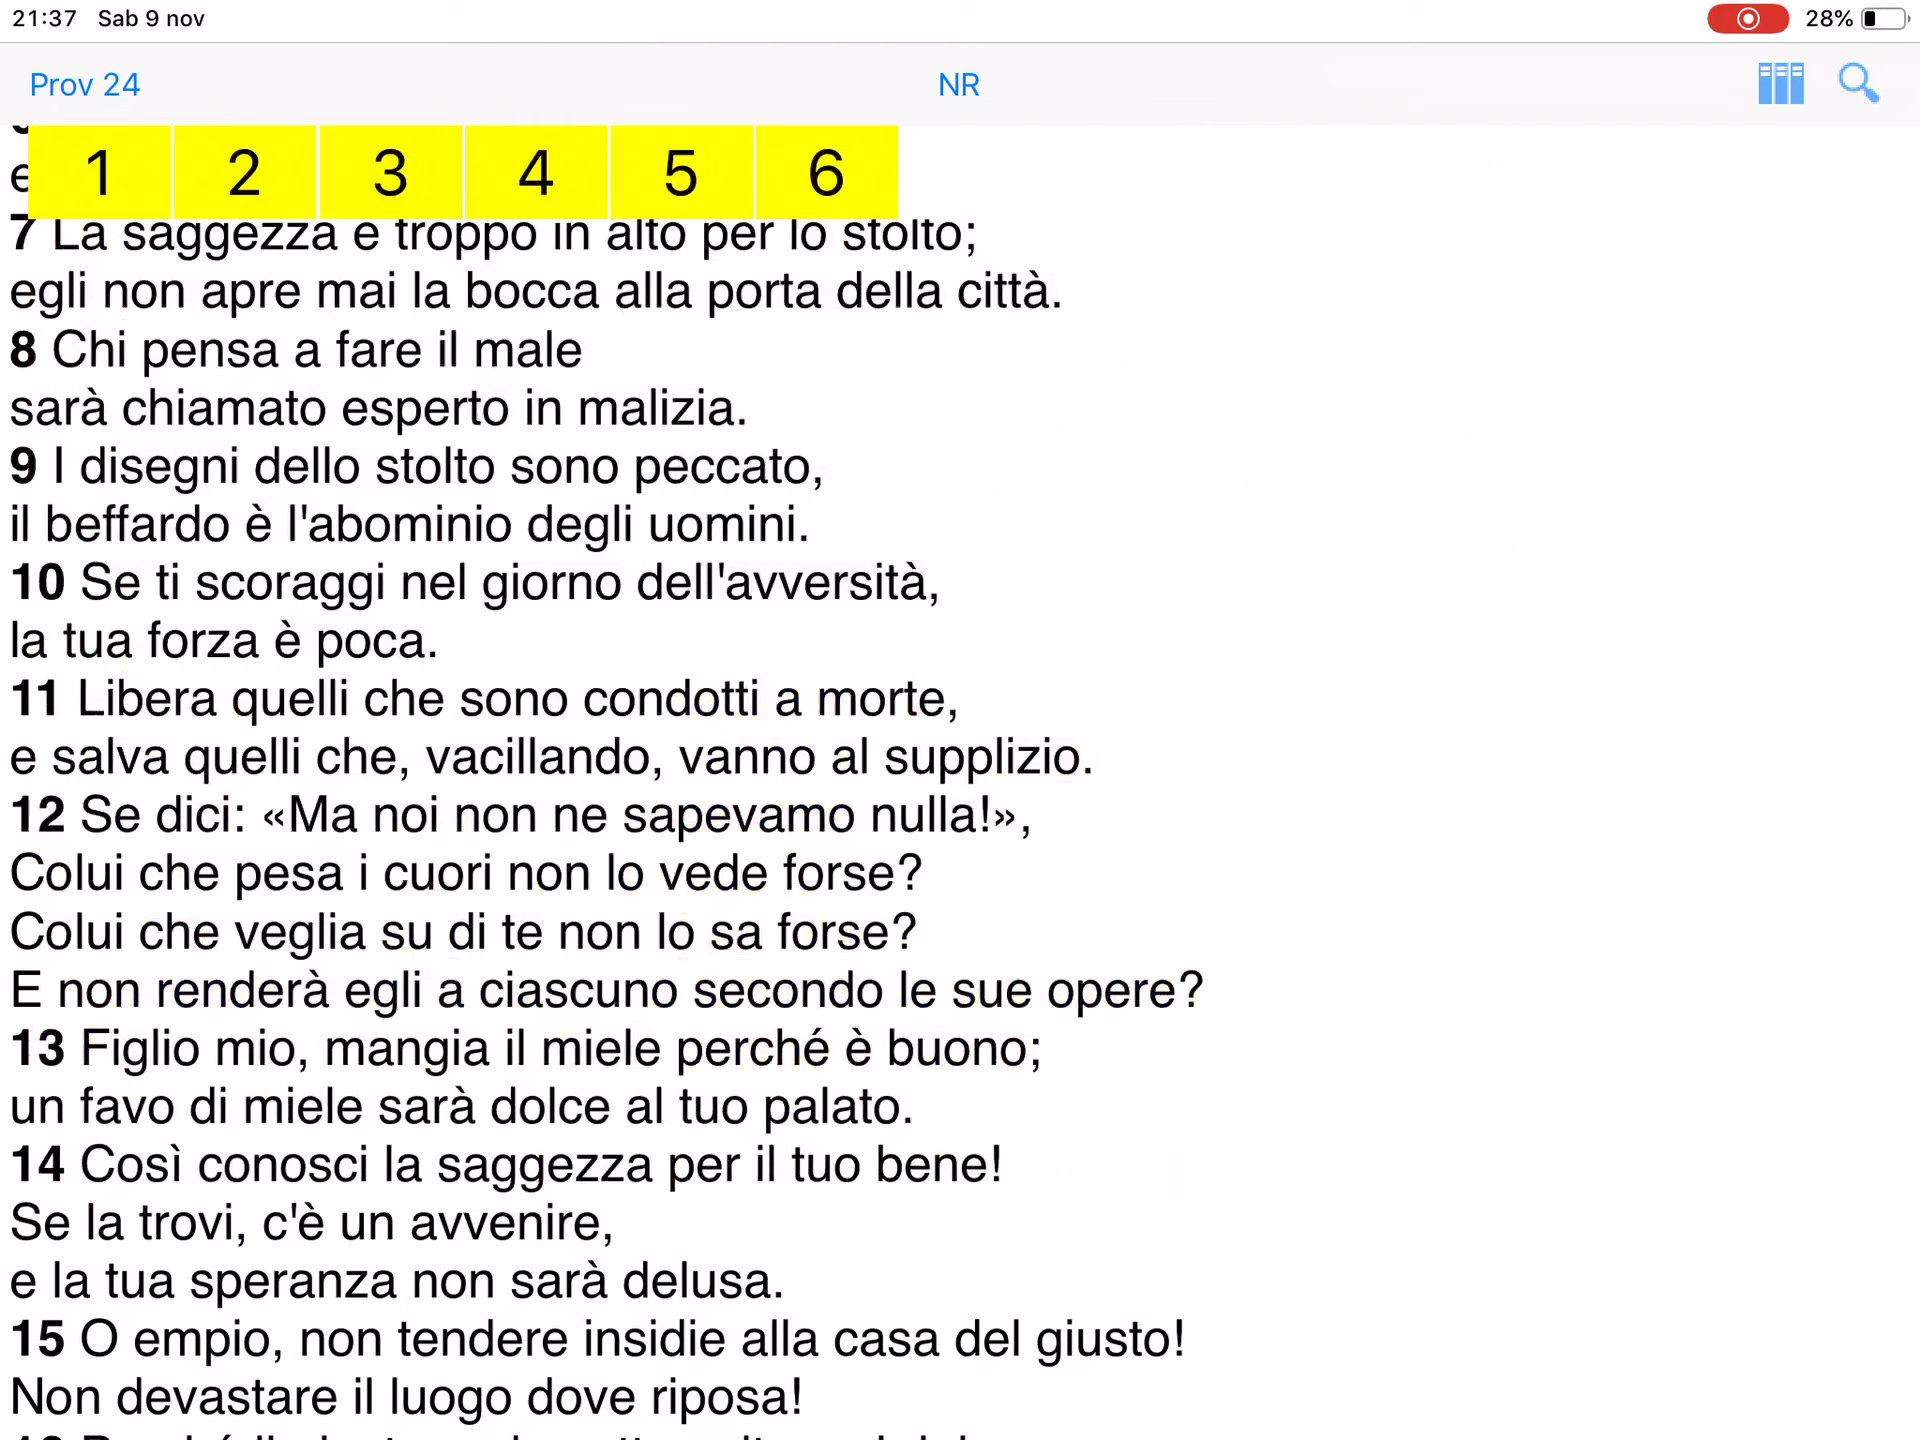 21:37 Sab 9 nov 28%
Prov 24 NR
1 2 3 4 5 6
e
7 La saggezza è troppo in alto per lo stolto;
egli non apre mai la bocca alla porta della città.
8 Chi pensa a fare il male
sarà chiamato esperto in malizia.
9 I disegni dello stolto sono peccato,
il beffardo è l'abominio degli uomini.
10 Se ti scoraggi nel giorno dell'avversità,
la tua forza è poca.
11 Libera quelli che sono condotti a morte,
e salva quelli che, vacillando, vanno al supplizio.
12 Se dici: «Ma noi non ne sapevamo nulla!»,
Colui che pesa i cuori non lo vede forse?
Colui che veglia su di te non lo sa forse?
E non renderà egli a ciascuno secondo le sue opere?
13 Figlio mio, mangia il miele perché è buono;
un favo di miele sarà dolce al tuo palato.
14 Così conosci la saggezza per il tuo bene!
Se la trovi, c'è un avvenire,
e la tua speranza non sarà delusa.
15 O empio, non tendere insidie alla casa del giusto!
Non devastare il luogo dove riposa!